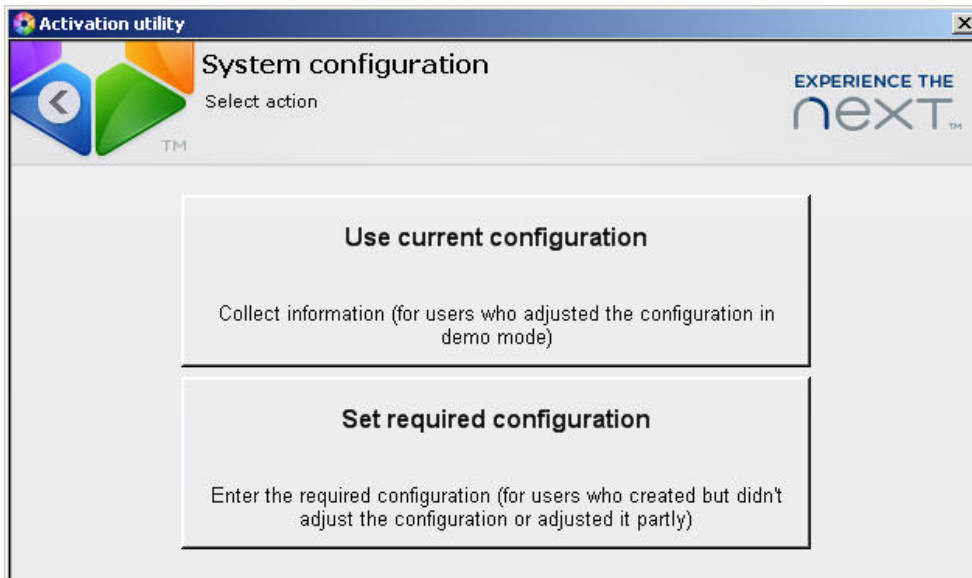 Activation utility
System configuration
Select action
EXPERIENCE THE
next™
TM
Use current configuration
Collect information (for users who adjusted the configuration in
demo mode)
Set required configuration
Enter the required configuration (for users who created but didn't
adjust the configuration or adjusted it partly)